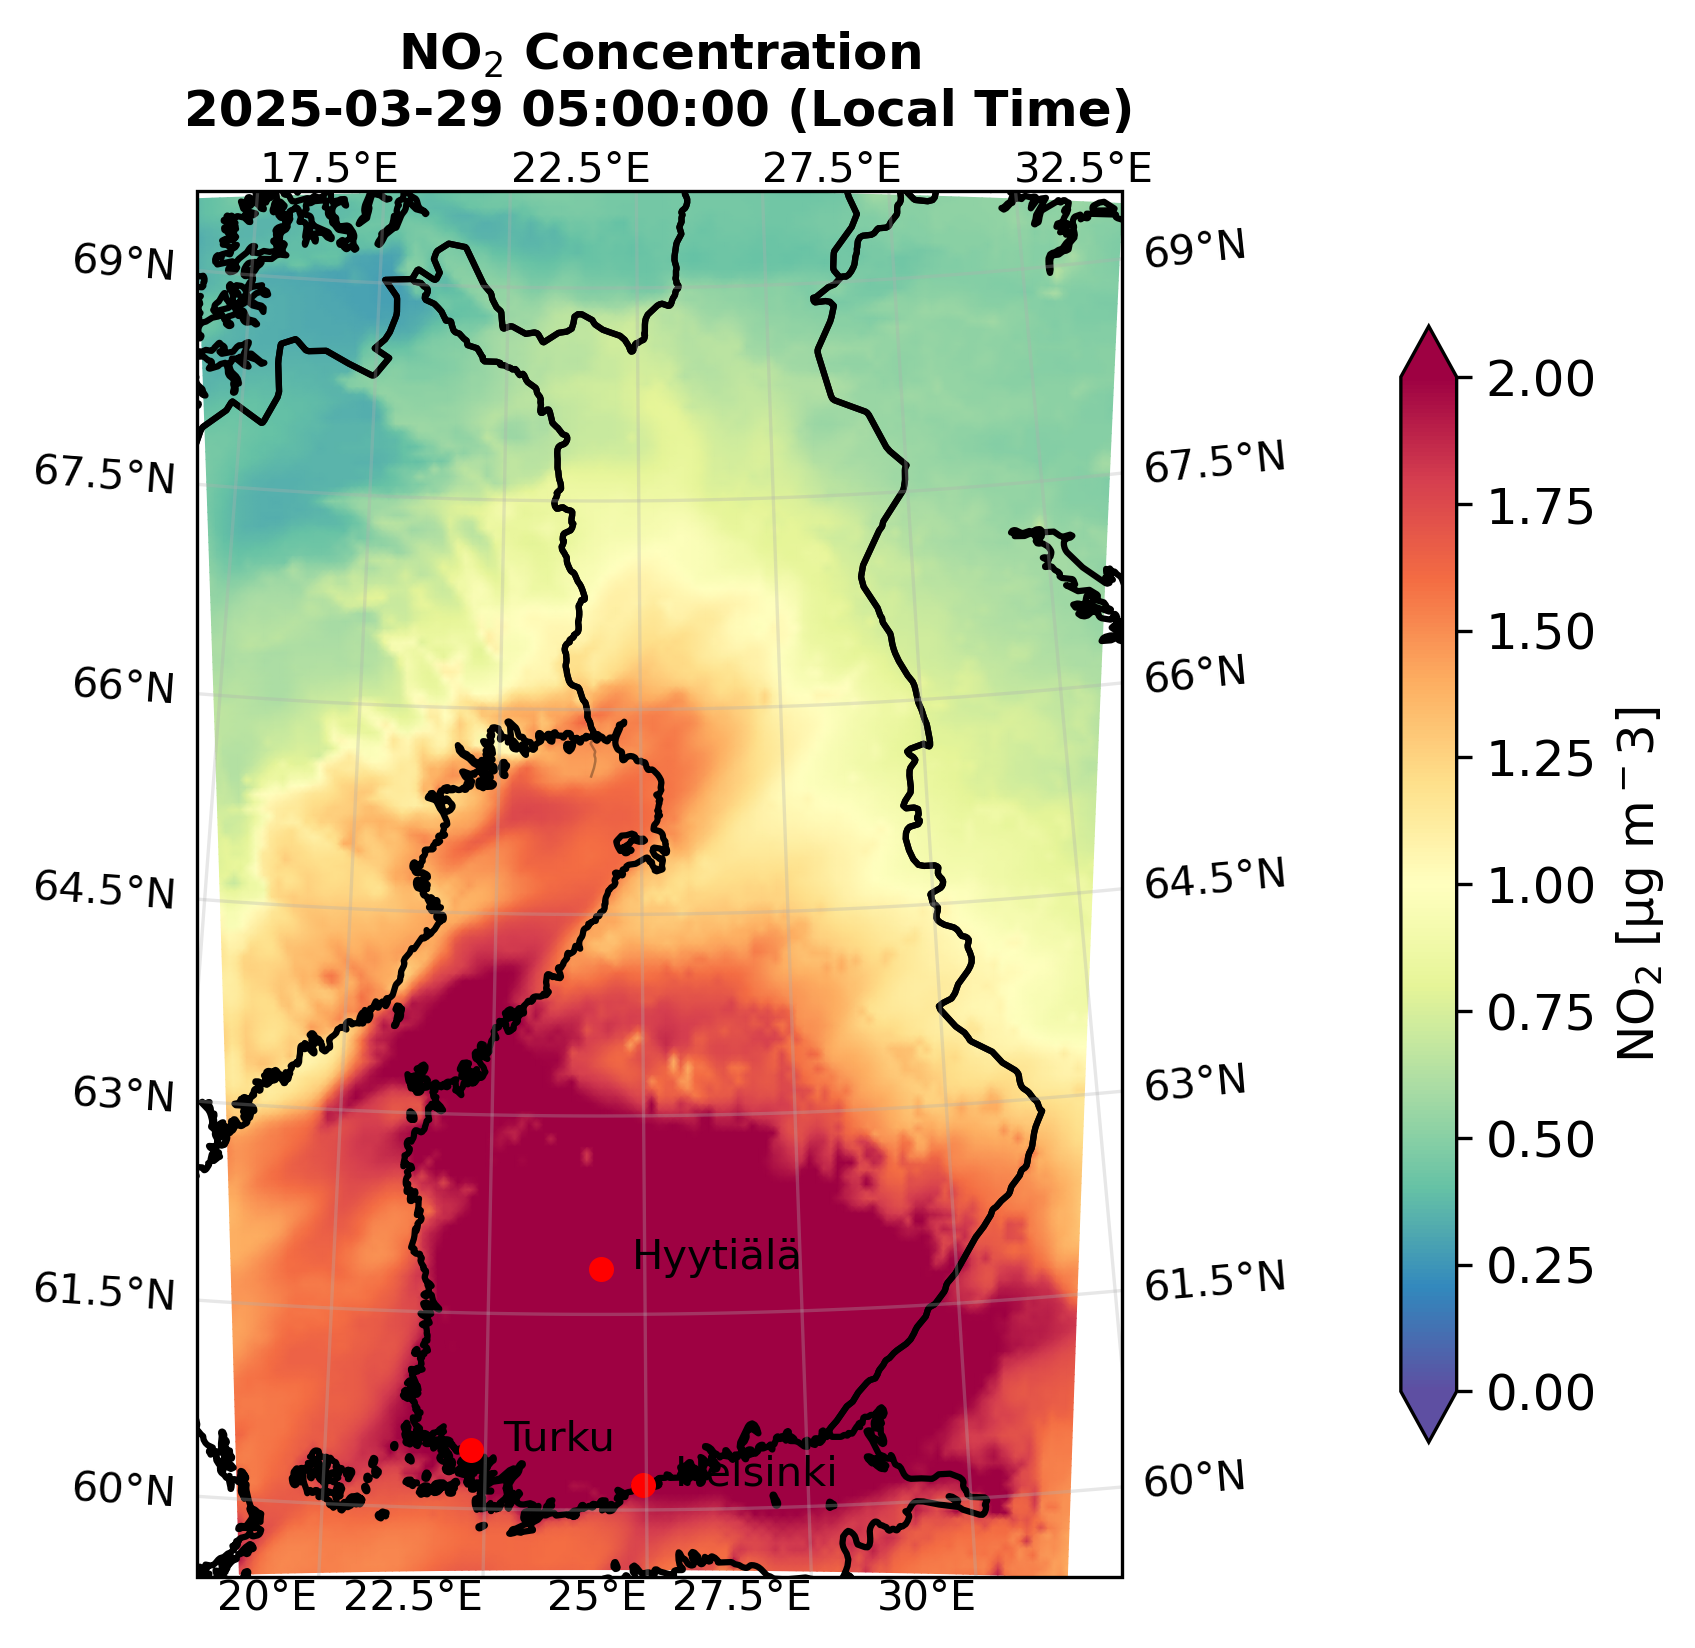 NO₂ Concentration
2025-03-29 05:00:00 (Local Time)
17.5°E 22.5°E 27.5°E 32.5°E
69°N 69°N
67.5°N 67.5°N
66°N 66°N
64.5°N 64.5°N
63°N 63°N
61.5°N 61.5°N
60°N 60°N
Hyytiälä
Turku
Helsinki
20°E 22.5°E 25°E 27.5°E 30°E
2.00
1.75
1.50
1.25
1.00
0.75
0.50
0.25
0.00
NO₂ [µg m⁻3]